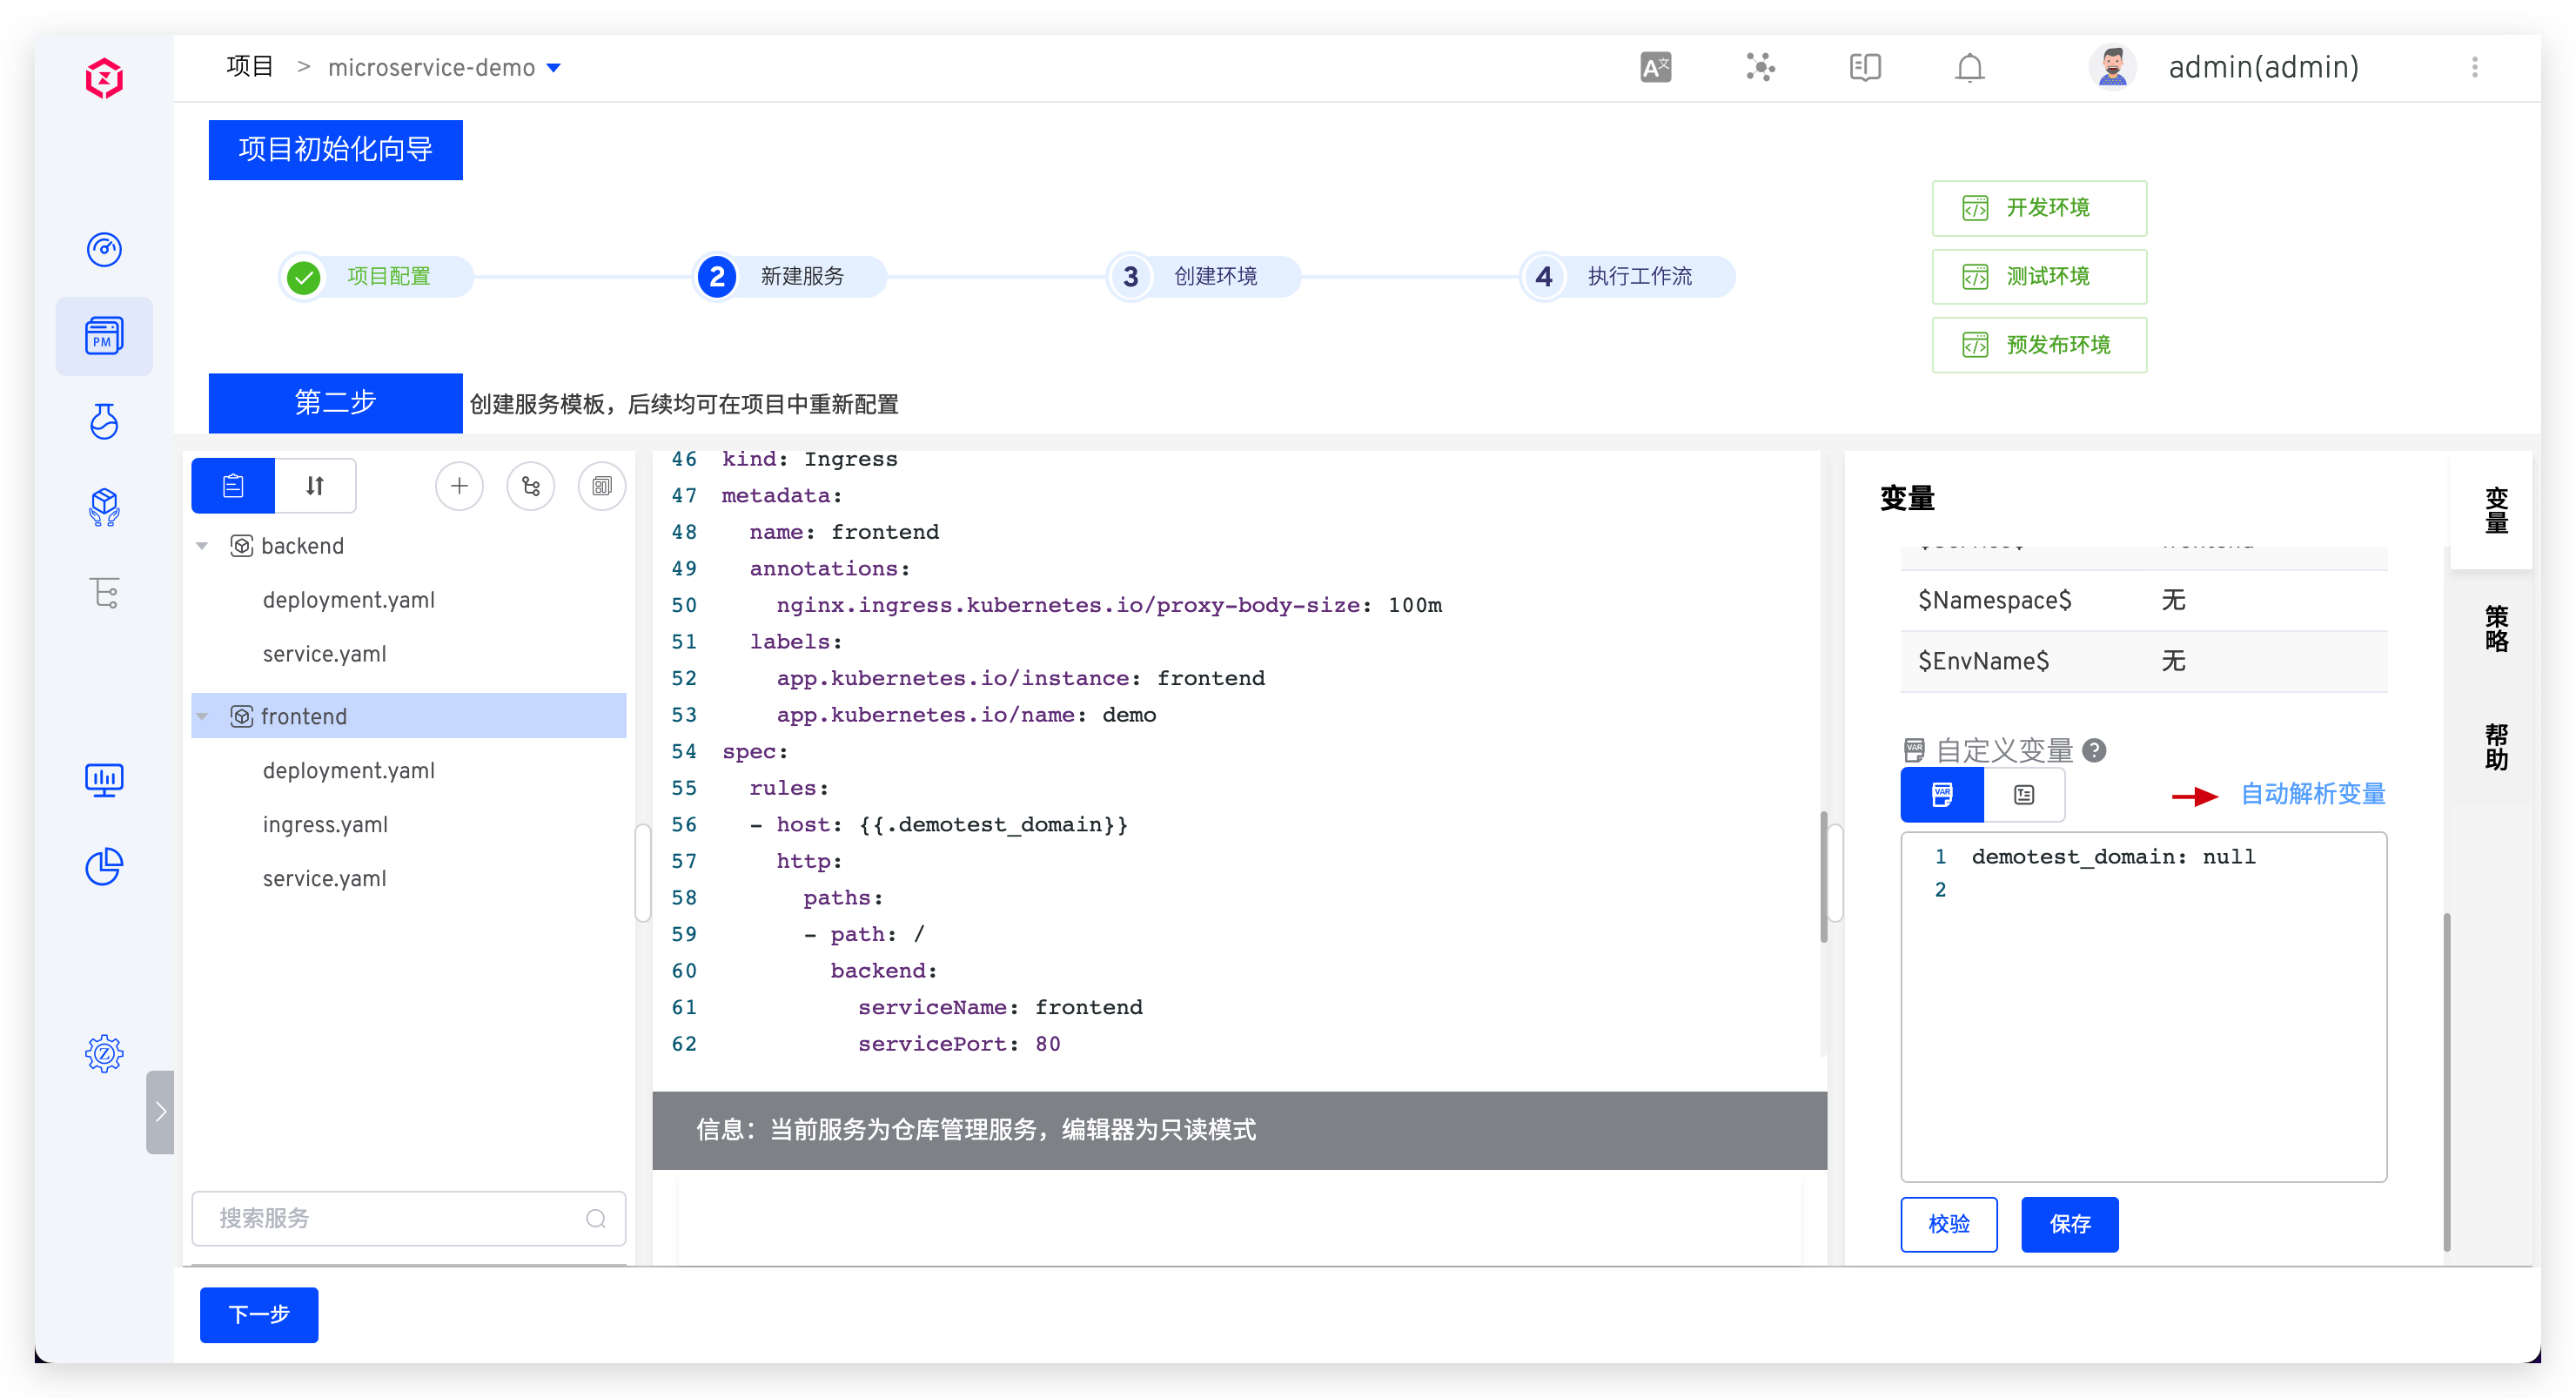 项目 > microservice-demo
admin(admin)
项目初始化向导
项目配置
2 新建服务
3 创建环境
4 执行工作流
开发环境
测试环境
预发布环境
第二步 创建服务模板，后续均可在项目中重新配置
PM
backend
deployment.yaml
service.yaml
frontend
deployment.yaml
ingress.yaml
service.yaml
搜索服务
46 kind: Ingress
47 metadata:
48   name: frontend
49   annotations:
50     nginx.ingress.kubernetes.io/proxy-body-size: 100m
51   labels:
52     app.kubernetes.io/instance: frontend
53     app.kubernetes.io/name: demo
54 spec:
55   rules:
56   - host: {{.demotest_domain}}
57     http:
58       paths:
59       - path: /
60         backend:
61           serviceName: frontend
62           servicePort: 80
信息：当前服务为仓库管理服务，编辑器为只读模式
变量
$Namespace$ 无
$EnvName$ 无
VAR 自定义变量 ?
VAR
自动解析变量
1 demotest_domain: null
2
校验
保存
变量
策略
帮助
下一步